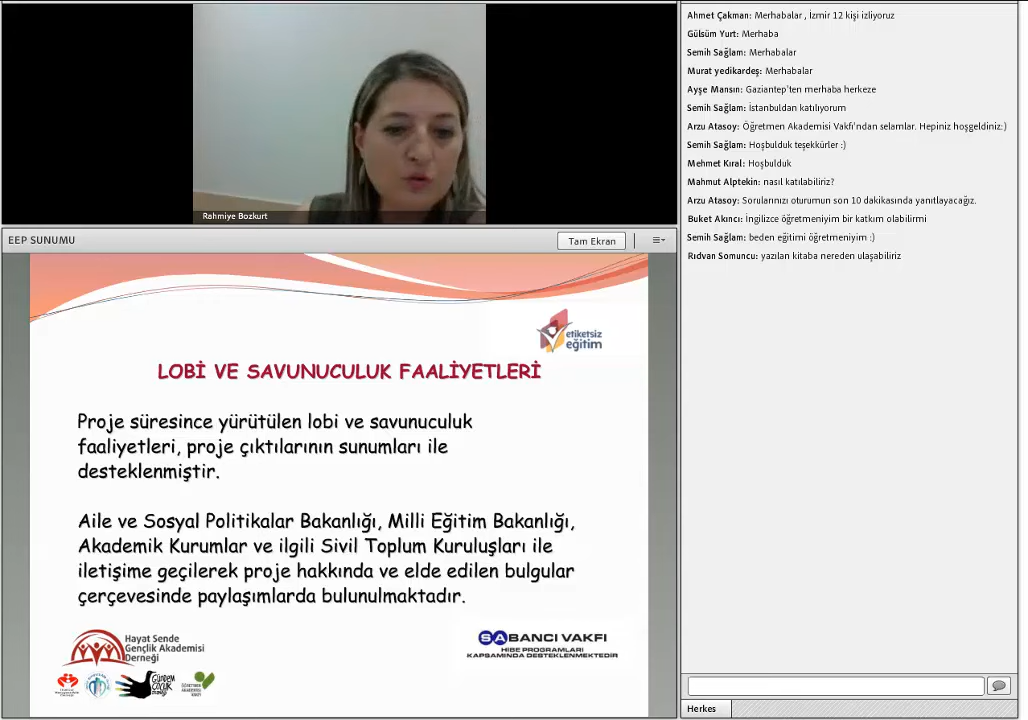 Rahmiye Bozkurt
EEP SUNUMU
Tam Ekran
etiketsiz
eğitim
LOBİ VE SAVUNUCULUK FAALİYETLERİ
Proje süresince yürütülen lobi ve savunuculuk
faaliyetleri, proje çıktılarının sunumları ile
desteklenmiştir.
Aile ve Sosyal Politikalar Bakanlığı, Milli Eğitim Bakanlığı,
Akademik Kurumlar ve ilgili Sivil Toplum Kuruluşları ile
iletişime geçilerek proje hakkında ve elde edilen bulgular
çerçevesinde paylaşımlarda bulunulmaktadır.
Hayat Sende
Gençlik Akademisi
Derneği
Gündem
Çocuk
SABANCI VAKFI
HİBE PROGRAMLARI
KAPSAMINDA DESTEKLENMEKTEDİR
Ahmet Çakman: Merhabalar , İzmir 12 kişi izliyoruz
Gülsüm Yurt: Merhaba
Semih Sağlam: Merhabalar
Murat yedikardeş: Merhabalar
Ayşe Mansın: Gaziantep'ten merhaba herkeze
Semih Sağlam: İstanbuldan katılıyorum
Arzu Atasoy: Öğretmen Akademisi Vakfı'ndan selamlar. Hepiniz hoşgeldiniz:)
Semih Sağlam: Hoşbulduk teşekkürler :)
Mehmet Kıral: Hoşbulduk
Mahmut Alptekin: nasıl katılabiliriz?
Arzu Atasoy: Sorularınızı oturumun son 10 dakikasında yanıtlayacağız.
Buket Akıncı: İngilizce öğretmeniyim bir katkım olabilirmi
Semih Sağlam: beden eğitimi öğretmeniyim :)
Rıdvan Somuncu: yazılan kitaba nereden ulaşabiliriz
Herkes